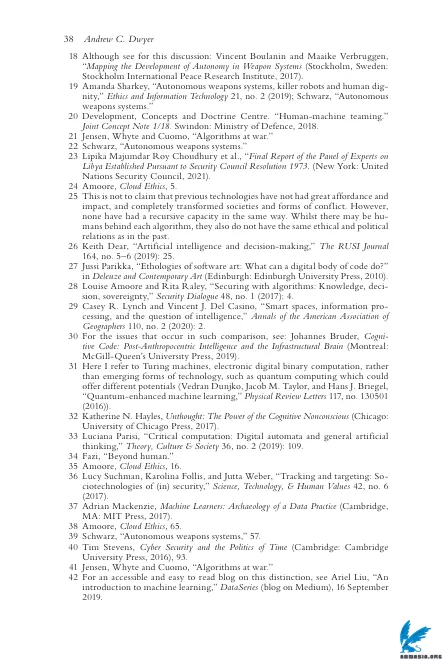 38 Andrew C. Dwyer
18 Although see for this discussion: Vincent Boulanin and Maaike Verbruggen,
“Mapping the Development of Autonomy in Weapon Systems (Stockholm, Sweden:
Stockholm International Peace Research Institute, 2017).
19 Amanda Sharkey, “Autonomous weapons systems, killer robots and human dig-
nity,” Ethics and Information Technology 21, no. 2 (2019); Schwarz, “Autonomous
weapons systems.”
20 Development, Concepts and Doctrine Centre. “Human-machine teaming.”
Joint Concept Note 1/18. Swindon: Ministry of Defence, 2018.
21 Jensen, Whyte and Cuomo, “Algorithms at war.”
22 Schwarz, “Autonomous weapons systems.”
23 Lipika Majumdar Roy Choudhury et al., “Final Report of the Panel of Experts on
Libya Established Pursuant to Security Council Resolution 1973. (New York: United
Nations Security Council, 2021).
24 Amoore, Cloud Ethics, 5.
25 This is not to claim that previous technologies have not had great affordance and
impact, and completely transformed societies and forms of conflict. However,
none have had a recursive capacity in the same way. Whilst there may be hu-
mans behind each algorithm, they also do not have the same ethical and political
relations as in the past.
26 Keith Dear, “Artificial intelligence and decision-making,” The RUSI Journal
164, no. 5–6 (2019): 25.
27 Jussi Parikka, “Ethologies of software art: What can a digital body of code do?”
in Deleuze and Contemporary Art (Edinburgh: Edinburgh University Press, 2010).
28 Louise Amoore and Rita Raley, “Securing with algorithms: Knowledge, deci-
sion, sovereignty,” Security Dialogue 48, no. 1 (2017): 4.
29 Casey R. Lynch and Vincent J. Del Casino, “Smart spaces, information pro-
cessing, and the question of intelligence,” Annals of the American Association of
Geographers 110, no. 2 (2020): 2.
30 For the issues that occur in such comparison, see: Johannes Bruder, Cogni-
tive Code: Post-Anthropocentric Intelligence and the Infrastructural Brain (Montreal:
McGill-Queen’s University Press, 2019).
31 Here I refer to Turing machines, electronic digital binary computation, rather
than emerging forms of technology, such as quantum computing which could
offer different potentials (Vedran Dunjko, Jacob M. Taylor, and Hans J. Briegel,
“Quantum-enhanced machine learning,” Physical Review Letters 117, no. 130501
(2016)).
32 Katherine N. Hayles, Unthought: The Power of the Cognitive Nonconscious (Chicago:
University of Chicago Press, 2017).
33 Luciana Parisi, “Critical computation: Digital automata and general artificial
thinking,” Theory, Culture & Society 36, no. 2 (2019): 109.
34 Fazi, “Beyond human.”
35 Amoore, Cloud Ethics, 16.
36 Lucy Suchman, Karolina Follis, and Jutta Weber, “Tracking and targeting: So-
ciotechnologies of (in) security,” Science, Technology, & Human Values 42, no. 6
(2017).
37 Adrian Mackenzie, Machine Learners: Archaeology of a Data Practice (Cambridge,
MA: MIT Press, 2017).
38 Amoore, Cloud Ethics, 65.
39 Schwarz, “Autonomous weapons systems,” 57.
40 Tim Stevens, Cyber Security and the Politics of Time (Cambridge: Cambridge
University Press, 2016), 93.
41 Jensen, Whyte and Cuomo, “Algorithms at war.”
42 For an accessible and easy to read blog on this distinction, see Ariel Liu, “An
introduction to machine learning,” DataSeries (blog on Medium), 16 September
2019.